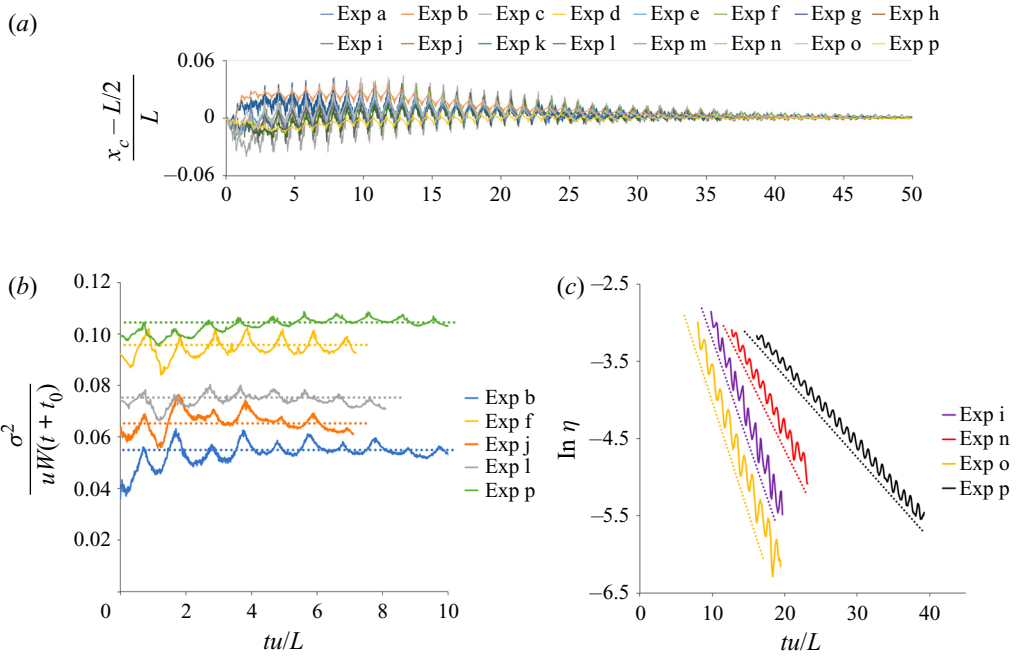 (a)
Exp a Exp b Exp c Exp d Exp e Exp f Exp g Exp h
Exp i Exp j Exp k Exp l Exp m Exp n Exp o Exp p
x_c − L/2
L
0.06
0
−0.06
0 5 10 15 20 25 30 35 40 45 50
(b)
σ²
uW(t + t₀)
0.12
0.10
0.08
0.06
0.04
0.02
0 2 4 6 8 10
tu/L
Exp b
Exp f
Exp j
Exp l
Exp p
(c)
ln η
−2.5
−3.5
−4.5
−5.5
−6.5
0 10 20 30 40
tu/L
Exp i
Exp n
Exp o
Exp p